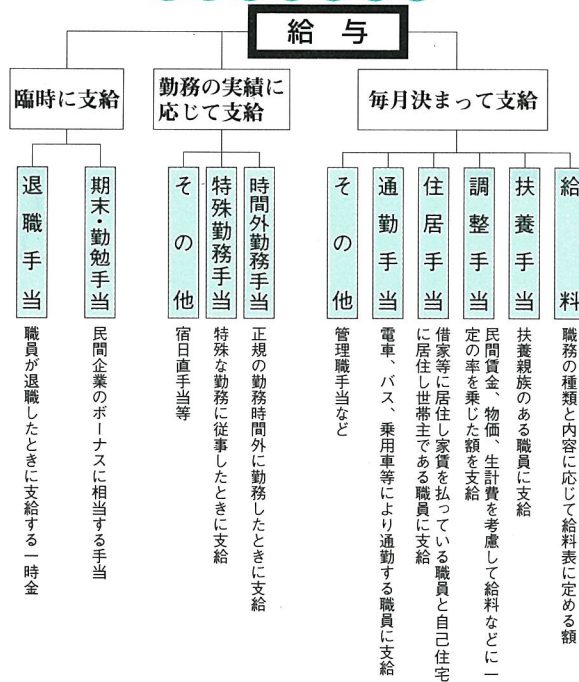 給与
毎月決まって支給
給料
職務の種類と内容に応じて給料表に定める額
扶養手当
扶養親族のある職員に支給
調整手当
民間賃金、物価、生計費を考慮して給料などに一
定の率を乗じた額を支給
住居手当
借家等に居住し家賃を払っている職員と自己住宅
に居住し世帯主である職員に支給
通勤手当
電車、バス、乗用車等により通勤する職員に支給
その他
管理職手当など
勤務の実績に
応じて支給
時間外勤務手当
正規の勤務時間外に勤務したときに支給
特殊勤務手当
特殊な勤務に従事したときに支給
その他
宿日直手当等
臨時に支給
期末・勤勉手当
民間企業のボーナスに相当する手当
退職手当
職員が退職したときに支給する一時金